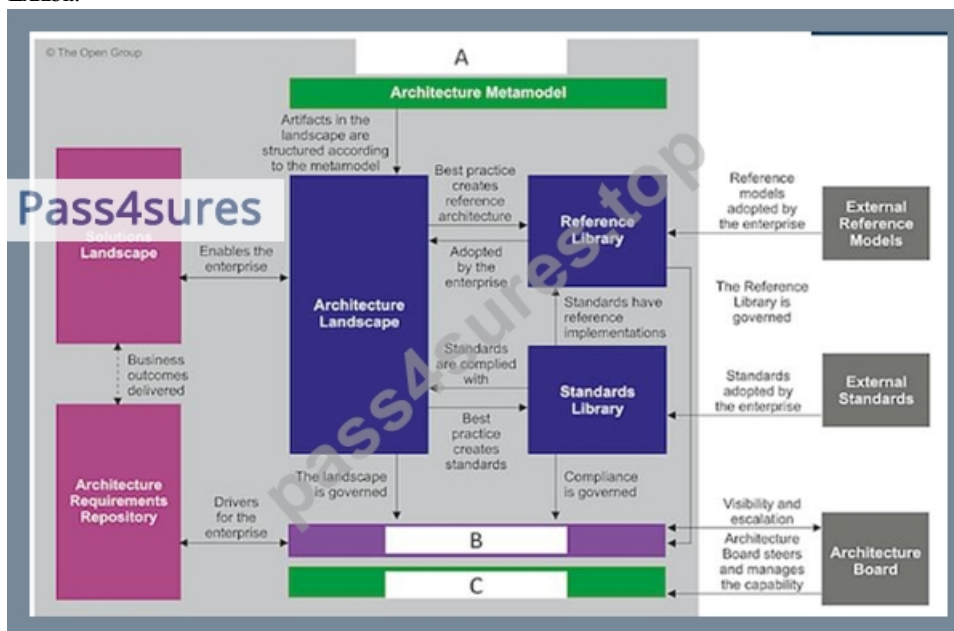 © The Open Group
A
Architecture Metamodel
Artifacts in the
landscape are
structured according
to the metamodel
Best practice
creates
reference
architecture
Reference
models
adopted by
the enterprise
External
Reference
Models
Pass4sures
Solutions
Landscape
Enables the
enterprise
Architecture
Landscape
Adopted
by the
enterprise
Reference
Library
The Reference
Library is
governed
Standards have
reference
implementations
Business
outcomes
delivered
Standards
are complied
with
Standards
Library
Standards
adopted by
the enterprise
External
Standards
Best
practice
creates
standards
Architecture
Requirements
Repository
Drivers
for the
enterprise
The landscape
is governed
Compliance
is governed
B
C
Visibility and
escalation
Architecture
Board steers
and manages
the capability
Architecture
Board
pass4sures.top